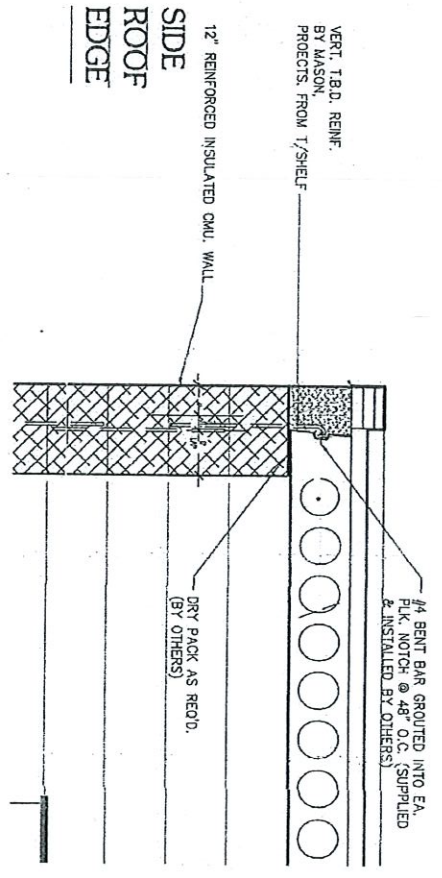 VERT. T.B.D. REINF.
BY MASON,
PROECTS. FROM T/SHELF
12" REINFORCED INSULATED CMU. WALL
SIDE
ROOF
EDGE
#4 BENT BAR GROUTED INTO EA.
PLK. NOTCH @ 48" O.C. (SUPPLIED
& INSTALLED BY OTHERS)
DRY PACK AS REQ'D.
(BY OTHERS)